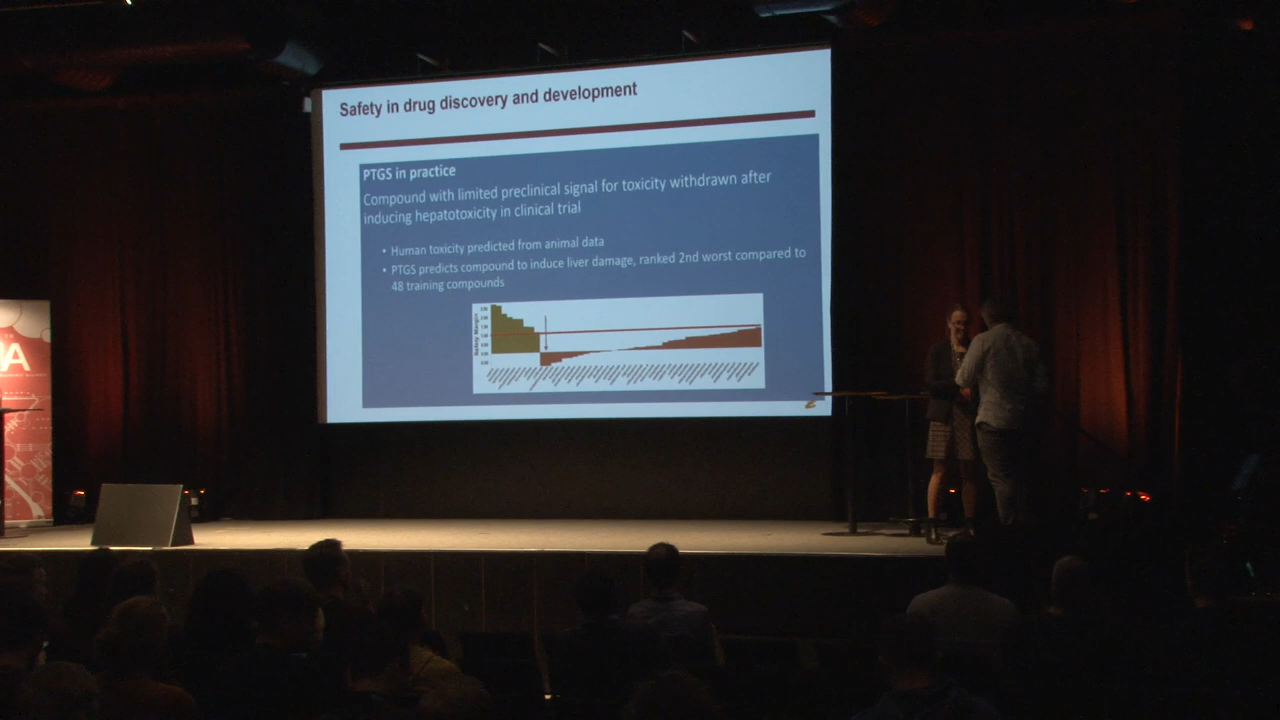 Safety in drug discovery and development
PTGS in practice
Compound with limited preclinical signal for toxicity withdrawn after
inducing hepatotoxicity in clinical trial
• Human toxicity predicted from animal data
• PTGS predicts compound to induce liver damage, ranked 2nd worst compared to
48 training compounds
Safety Margin
A